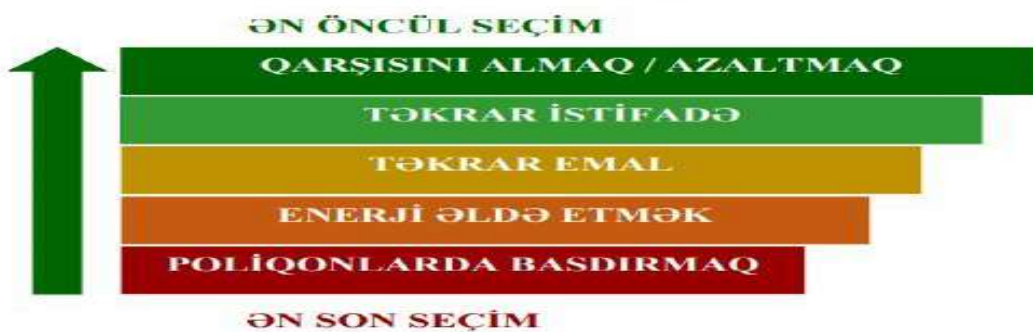 ƏN ÖNCÜL SEÇİM
QARŞISINI ALMAQ / AZALTMAQ
TƏKRAR İSTİFADƏ
TƏKRAR EMAL
ENERJİ ƏLDƏ ETMƏK
POLİQONLARDA BASDIRMAQ
ƏN SON SEÇİM